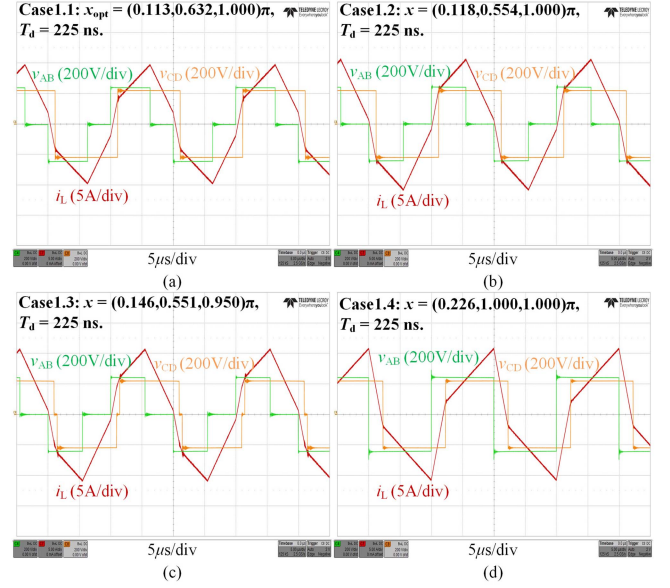 Case1.1: xopt = (0.113,0.632,1.000)π,
Td = 225 ns.
TELEDYNE LECROY
Everywhereyoulook
vAB (200V/div)
vCD (200V/div)
iL (5A/div)
5μs/div
(a)
Case1.2: x = (0.118,0.554,1.000)π,
Td = 225 ns.
TELEDYNE LECROY
Everywhereyoulook
vAB (200V/div)
vCD (200V/div)
iL (5A/div)
5μs/div
(b)
Case1.3: x = (0.146,0.551,0.950)π,
Td = 225 ns.
TELEDYNE LECROY
Everywhereyoulook
vAB (200V/div)
vCD (200V/div)
iL (5A/div)
5μs/div
(c)
Case1.4: x = (0.226,1.000,1.000)π,
Td = 225 ns.
TELEDYNE LECROY
Everywhereyoulook
vAB (200V/div)
vCD (200V/div)
iL (5A/div)
5μs/div
(d)